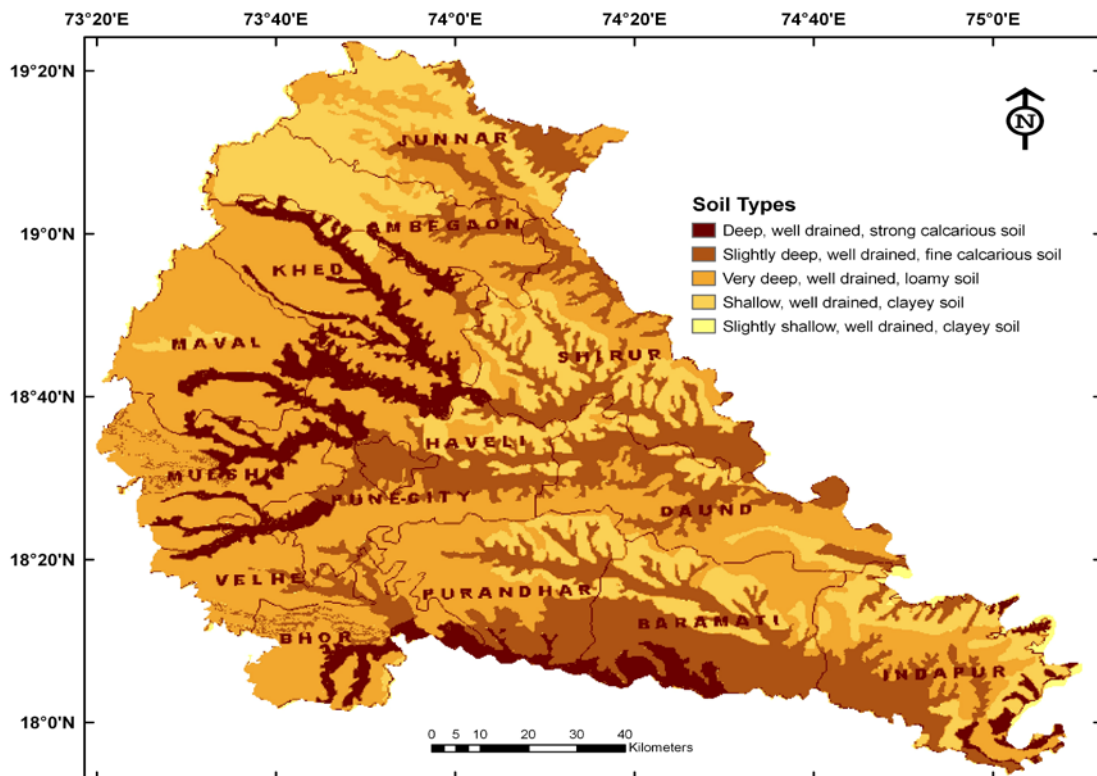 73°20'E 73°40'E 74°0'E 74°20'E 74°40'E 75°0'E
19°20'N
N
JUNNAR
Soil Types
19°0'N
AMBEGAON
Deep, well drained, strong calcarious soil
Slightly deep, well drained, fine calcarious soil
KHED
Very deep, well drained, loamy soil
Shallow, well drained, clayey soil
Slightly shallow, well drained, clayey soil
MAVAL
SHIRUR
18°40'N
HAVELI
MULSHI
PUNECITY
DAUND
18°20'N
VELHE
PURANDHAR
BARAMATI
BHOR
INDAPUR
18°0'N
0 5 10 20 30 40
Kilometers